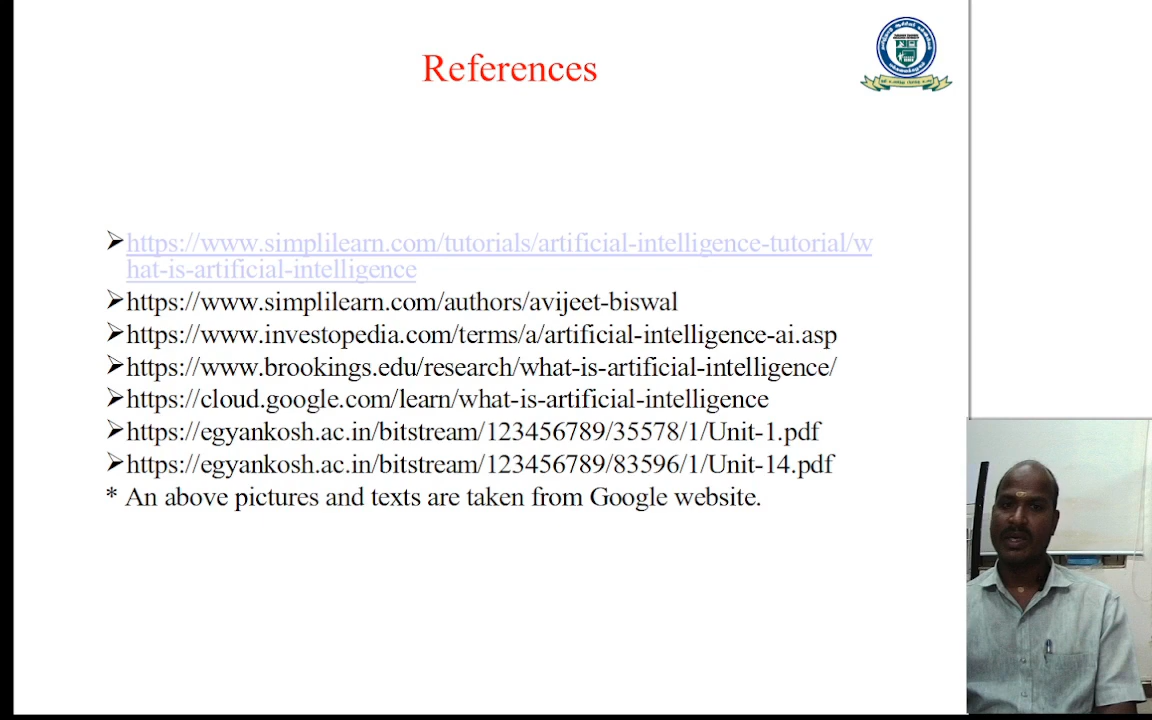 References
➢https://www.simplilearn.com/tutorials/artificial-intelligence-tutorial/w
hat-is-artificial-intelligence
➢https://www.simplilearn.com/authors/avijeet-biswal
➢https://www.investopedia.com/terms/a/artificial-intelligence-ai.asp
➢https://www.brookings.edu/research/what-is-artificial-intelligence/
➢https://cloud.google.com/learn/what-is-artificial-intelligence
➢https://egyankosh.ac.in/bitstream/123456789/35578/1/Unit-1.pdf
➢https://egyankosh.ac.in/bitstream/123456789/83596/1/Unit-14.pdf
* An above pictures and texts are taken from Google website.